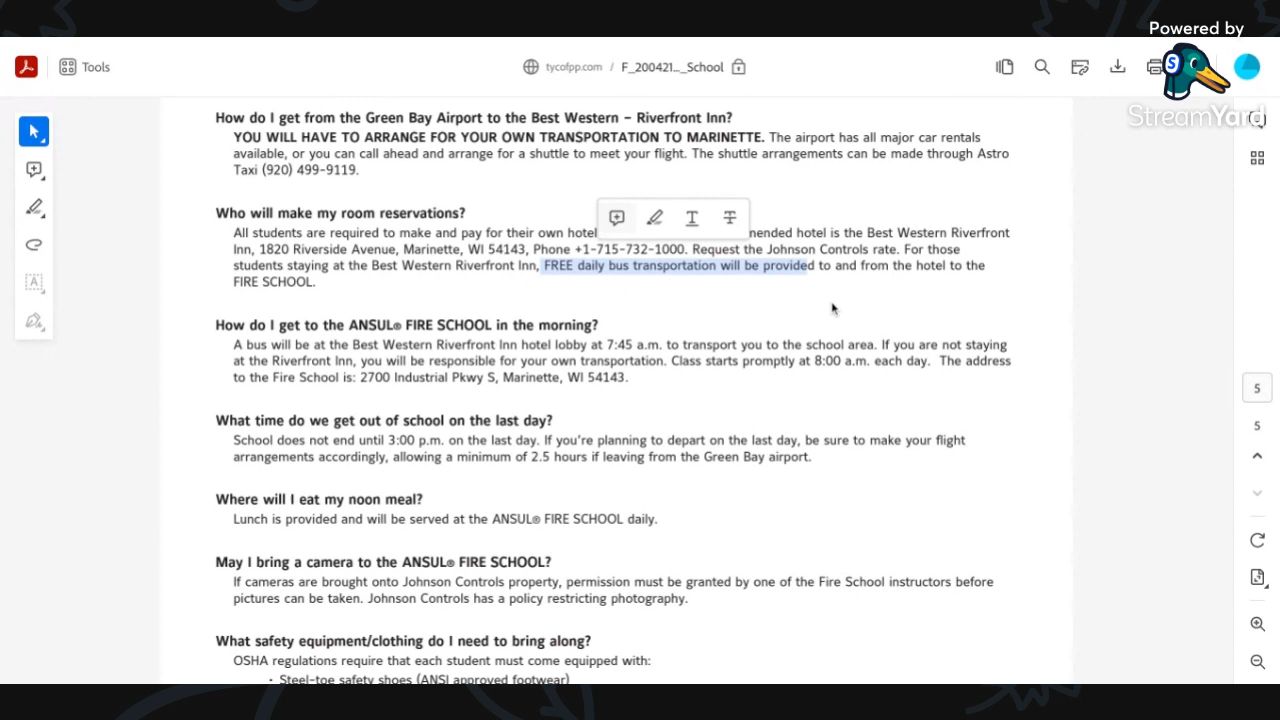 Powered by
StreamYard
Tools
tycofpp.com / F_200421..._School
How do I get from the Green Bay Airport to the Best Western – Riverfront Inn?
YOU WILL HAVE TO ARRANGE FOR YOUR OWN TRANSPORTATION TO MARINETTE. The airport has all major car rentals
available, or you can call ahead and arrange for a shuttle to meet your flight. The shuttle arrangements can be made through Astro
Taxi (920) 499-9119.
Who will make my room reservations?
All students are required to make and pay for their own hotel mended hotel is the Best Western Riverfront
Inn, 1820 Riverside Avenue, Marinette, WI 54143, Phone +1-715-732-1000. Request the Johnson Controls rate. For those
students staying at the Best Western Riverfront Inn, FREE daily bus transportation will be provided to and from the hotel to the
FIRE SCHOOL.
How do I get to the ANSUL® FIRE SCHOOL in the morning?
A bus will be at the Best Western Riverfront Inn hotel lobby at 7:45 a.m. to transport you to the school area. If you are not staying
at the Riverfront Inn, you will be responsible for your own transportation. Class starts promptly at 8:00 a.m. each day. The address
to the Fire School is: 2700 Industrial Pkwy S, Marinette, WI 54143.
What time do we get out of school on the last day?
School does not end until 3:00 p.m. on the last day. If you're planning to depart on the last day, be sure to make your flight
arrangements accordingly, allowing a minimum of 2.5 hours if leaving from the Green Bay airport.
Where will I eat my noon meal?
Lunch is provided and will be served at the ANSUL® FIRE SCHOOL daily.
May I bring a camera to the ANSUL® FIRE SCHOOL?
If cameras are brought onto Johnson Controls property, permission must be granted by one of the Fire School instructors before
pictures can be taken. Johnson Controls has a policy restricting photography.
What safety equipment/clothing do I need to bring along?
OSHA regulations require that each student must come equipped with:
• Steel-toe safety shoes (ANSI approved footwear)
5
5